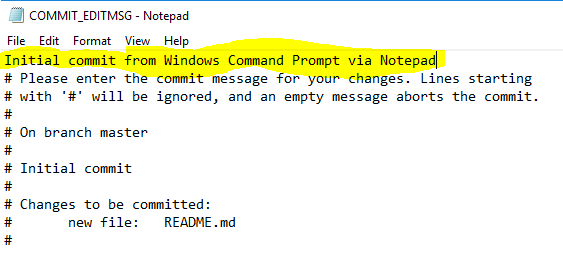 COMMIT_EDITMSG - Notepad
File Edit Format View Help
Initial commit from Windows Command Prompt via Notepad
# Please enter the commit message for your changes. Lines starting
# with '#' will be ignored, and an empty message aborts the commit.
#
# On branch master
#
# Initial commit
#
# Changes to be committed:
#       new file:   README.md
#